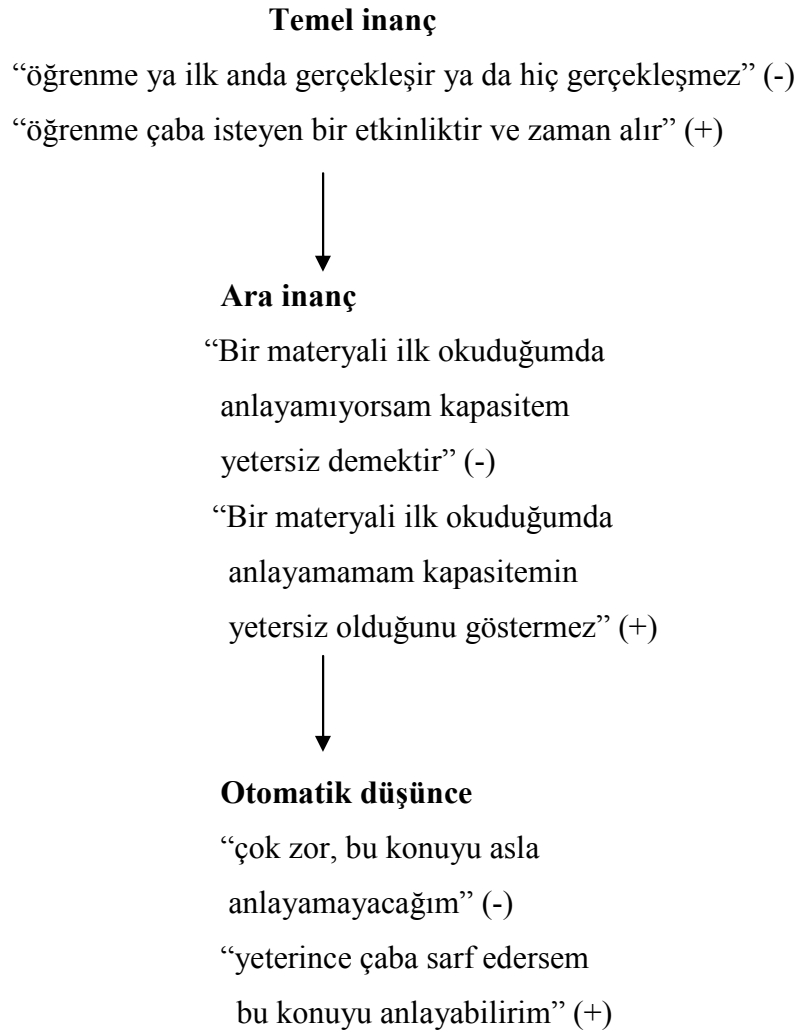 Temel inanç
“öğrenme ya ilk anda gerçekleşir ya da hiç gerçekleşmez” (-)
“öğrenme çaba isteyen bir etkinliktir ve zaman alır” (+)
Ara inanç
“Bir materyali ilk okuduğumda
anlayamıyorsam kapasitem
yetersiz demektir” (-)
“Bir materyali ilk okuduğumda
anlayamamam kapasitemin
yetersiz olduğunu göstermez” (+)
Otomatik düşünce
“çok zor, bu konuyu asla
anlayamayacağım” (-)
“yeterince çaba sarf edersem
bu konuyu anlayabilirim” (+)